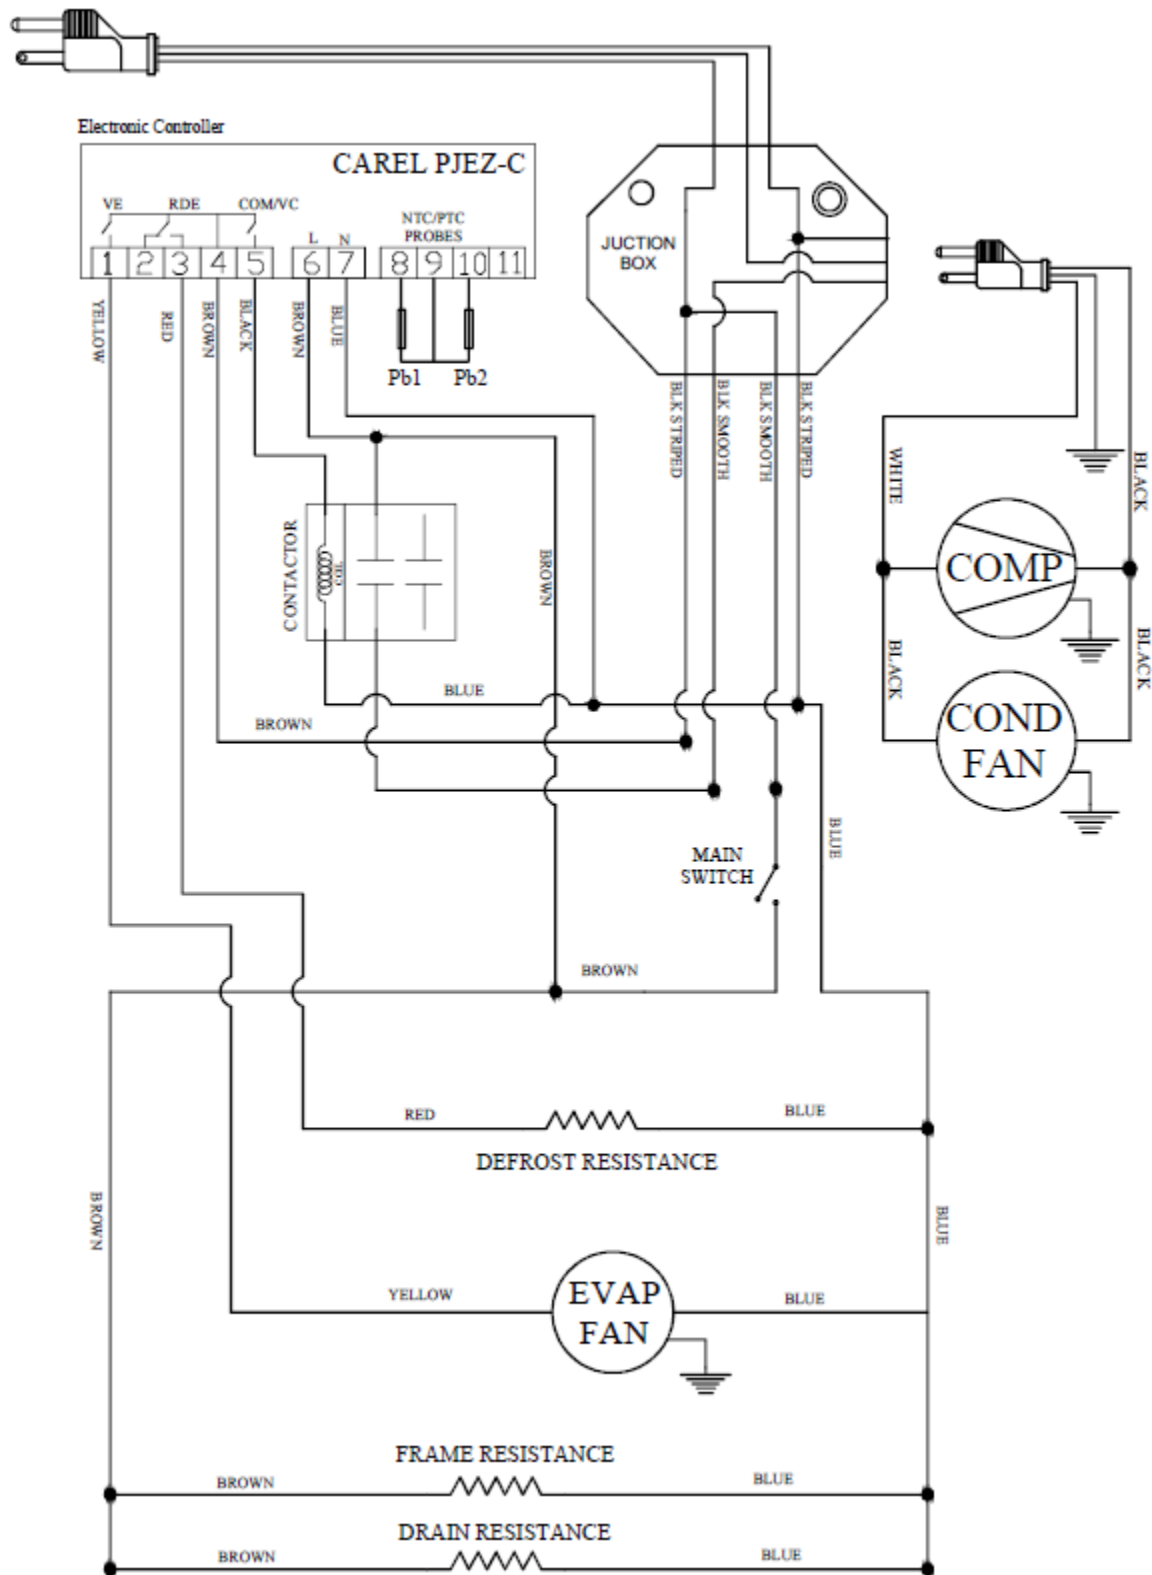 Electronic Controller
CAREL PJEZ-C
VE RDE COM/VC
L N
NTC/PTC
PROBES
1 2 3 4 5 6 7 8 9 10 11
YELLOW
RED
BROWN
BLACK
BROWN
BLUE
Pb1 Pb2
JUCTION
BOX
BLK STRIPED
BLK SMOOTH
BLK SMOOTH
BLK STRIPED
WHITE
BLACK
COMP
BLACK
BLACK
COND
FAN
CONTACTOR
COIL
BROWN
BLUE
BROWN
MAIN
SWITCH
BLUE
BROWN
RED
BLUE
DEFROST RESISTANCE
BROWN
BLUE
YELLOW
EVAP
FAN
BLUE
FRAME RESISTANCE
BROWN
BLUE
DRAIN RESISTANCE
BROWN
BLUE